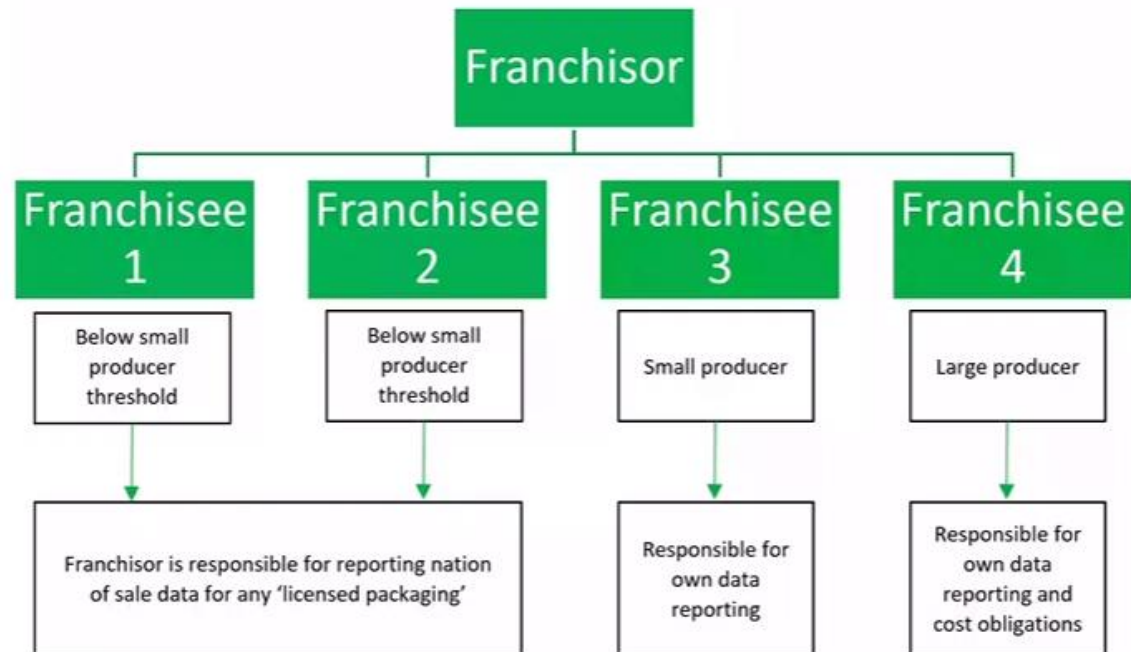 Franchisor
Franchisee
1
Franchisee
2
Franchisee
3
Franchisee
4
Below small
producer
threshold
Below small
producer
threshold
Small producer
Large producer
Franchisor is responsible for reporting nation
of sale data for any ‘licensed packaging’
Responsible for
own data
reporting
Responsible for
own data
reporting and
cost obligations